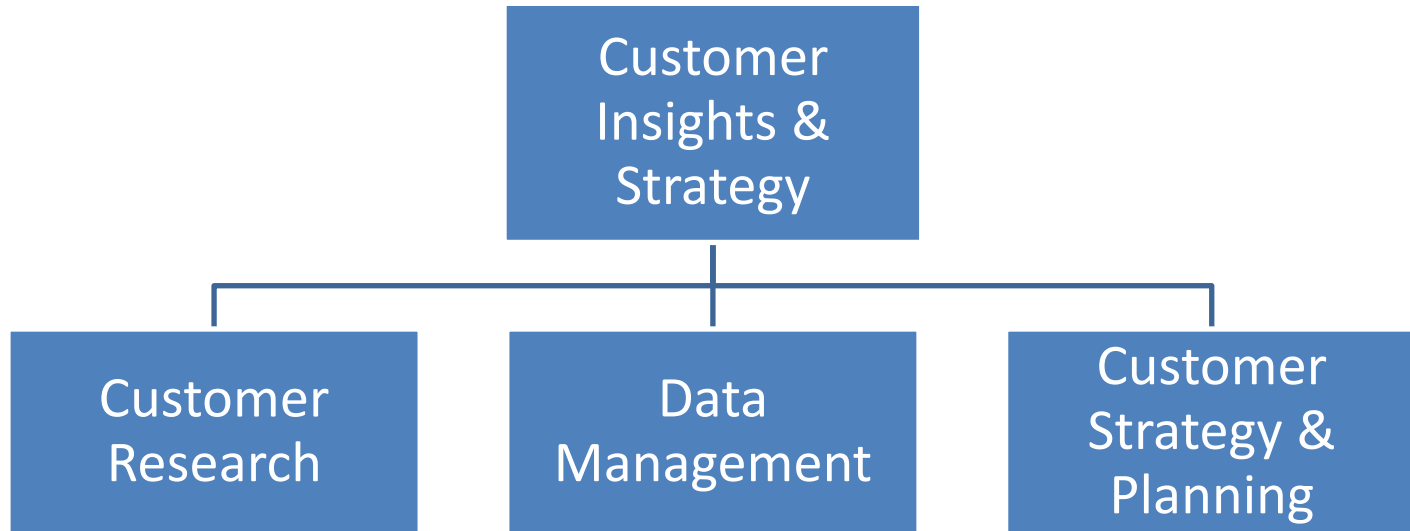 Customer
Insights &
Strategy
Customer
Research
Data
Management
Customer
Strategy &
Planning